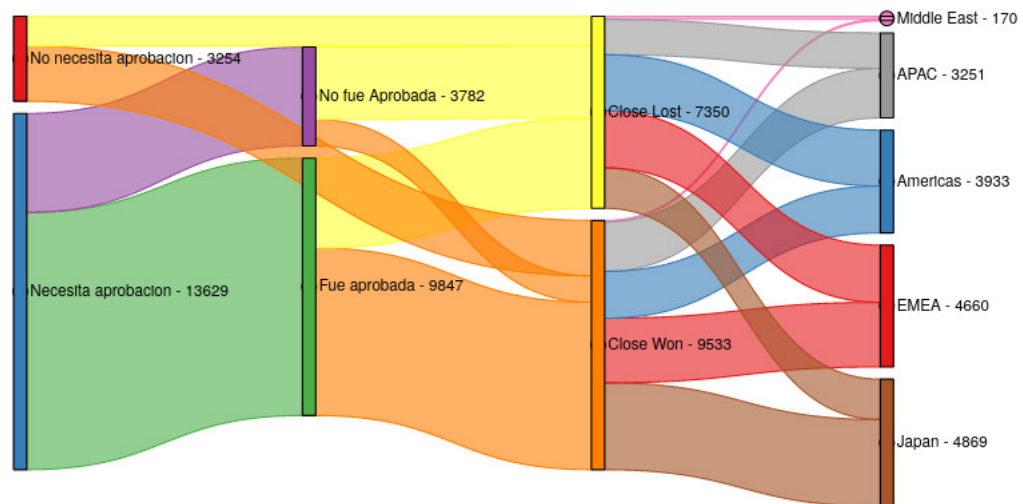 No necesita aprobacion - 3254
Necesita aprobacion - 13629
No fue Aprobada - 3782
Fue aprobada - 9847
Close Lost - 7350
Close Won - 9533
Middle East - 170
APAC - 3251
Americas - 3933
EMEA - 4660
Japan - 4869